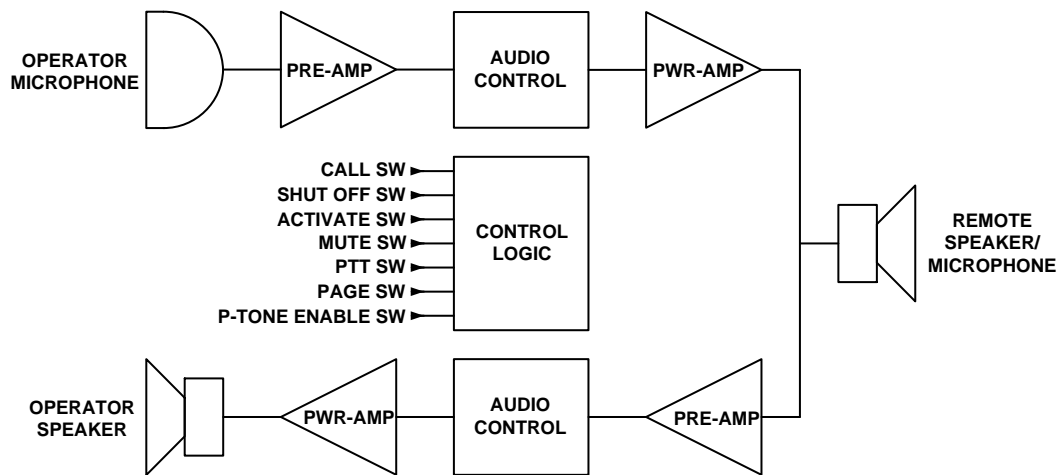 OPERATOR
MICROPHONE
PRE-AMP
AUDIO
CONTROL
PWR-AMP
CALL SW
SHUT OFF SW
ACTIVATE SW
MUTE SW
PTT SW
PAGE SW
P-TONE ENABLE SW
CONTROL
LOGIC
REMOTE
SPEAKER/
MICROPHONE
OPERATOR
SPEAKER
PWR-AMP
AUDIO
CONTROL
PRE-AMP